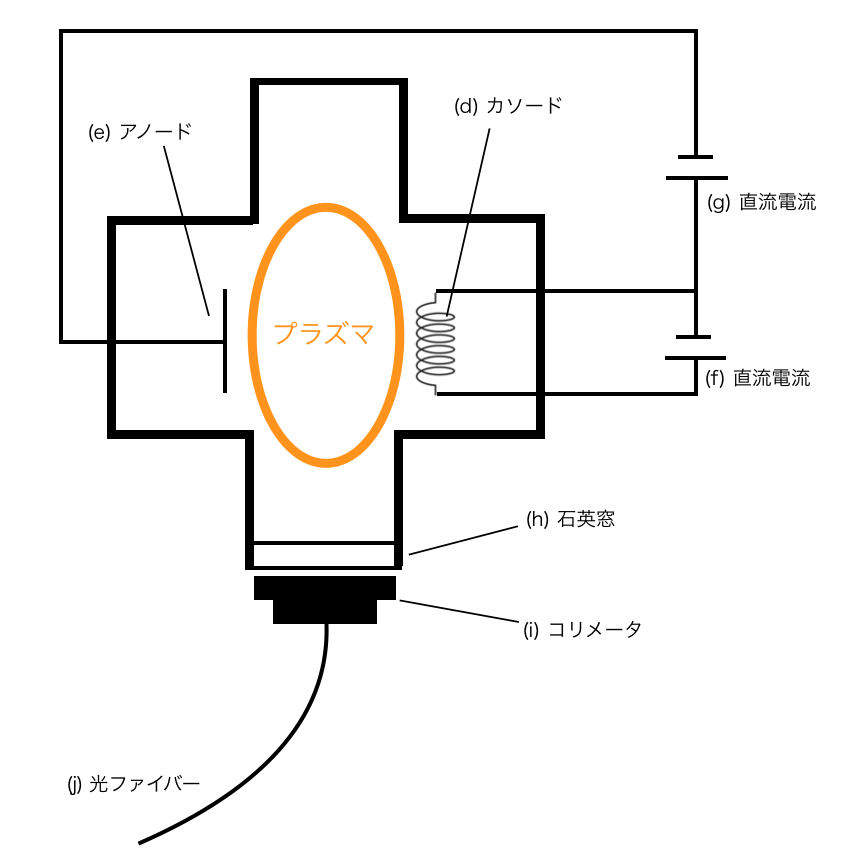 (d) カソード
(e) アノード
(g) 直流電流
プラズマ
(f) 直流電流
(h) 石英窓
(i) コリメータ
(j) 光ファイバー